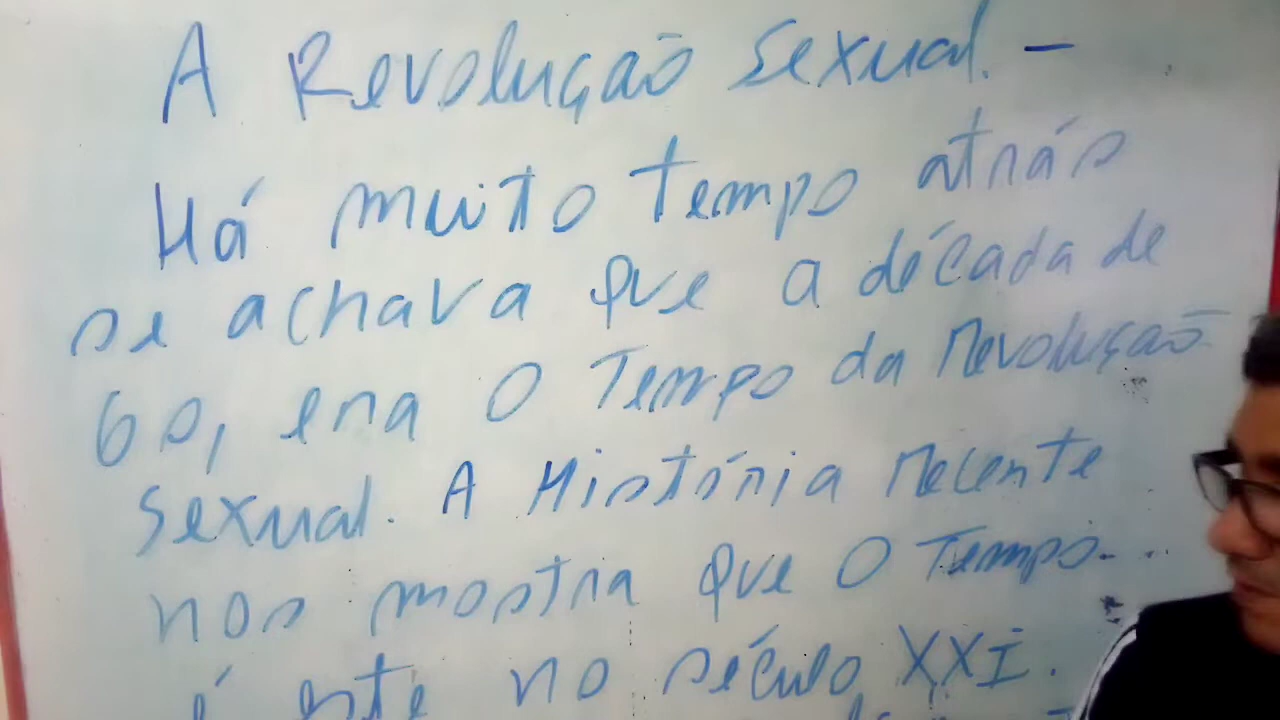 A Revolução Sexual. -
Há muito tempo atrás
se achava que a década de
60, era o Tempo da Revolução
Sexual. A História Recente
nos mostra que o Tempo
é este no século XXI.